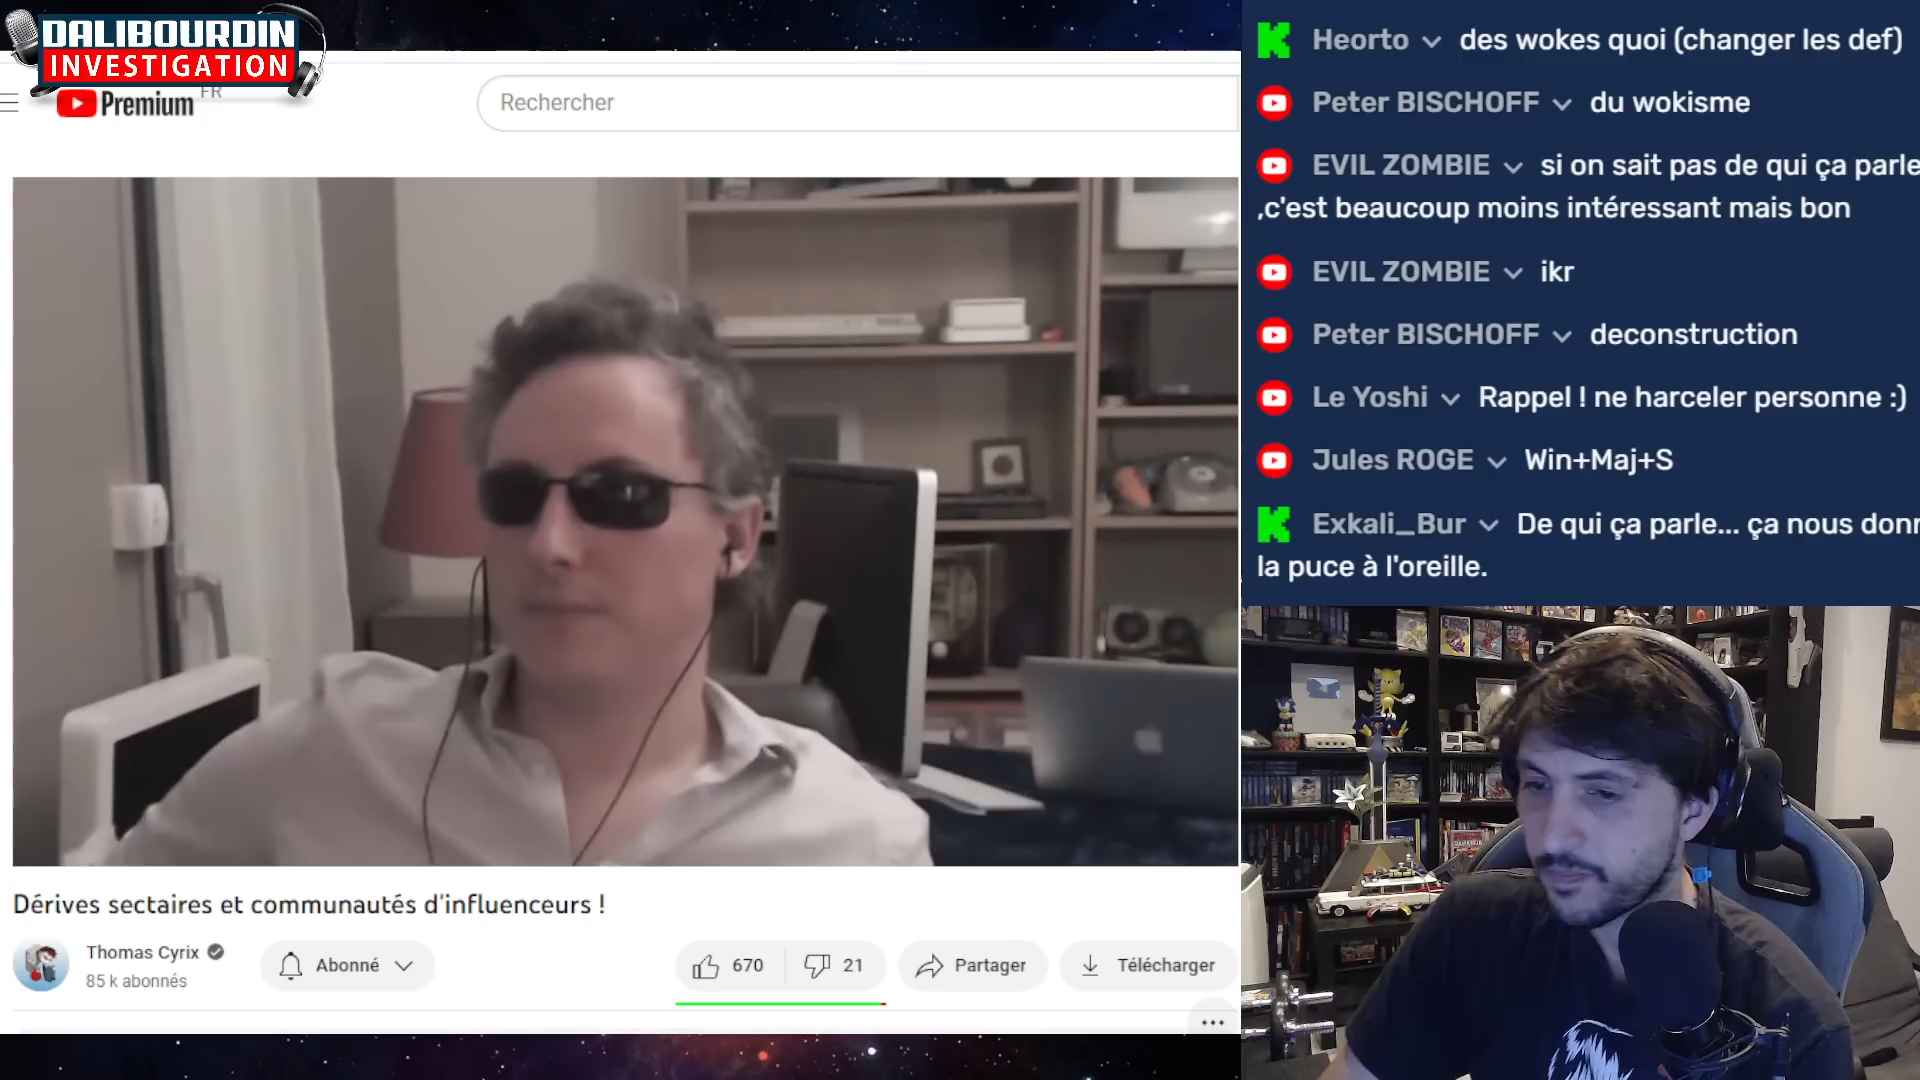 DALIBOURDIN
INVESTIGATION
Premium
FR
Rechercher
Dérives sectaires et communautés d'influenceurs !
Thomas Cyrix
85 k abonnés
Abonné
670
21
Partager
Télécharger
Heorto des wokes quoi (changer les def)
Peter BISCHOFF du wokisme
EVIL ZOMBIE si on sait pas de qui ça parle
,c'est beaucoup moins intéressant mais bon
EVIL ZOMBIE ikr
Peter BISCHOFF deconstruction
Le Yoshi Rappel ! ne harceler personne :)
Jules ROGE Win+Maj+S
Exkali_Bur De qui ça parle... ça nous donn
la puce à l'oreille.